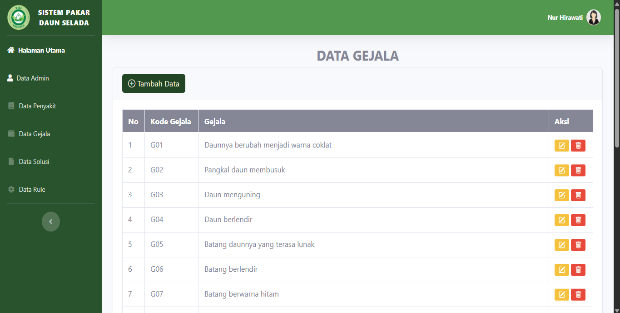 SISTEM PAKAR
DAUN SELADA
Nur Hirawati
Halaman Utama
Data Admin
Data Penyakit
Data Gejala
Data Solusi
Data Rule
DATA GEJALA
Tambah Data
No Kode Gejala Gejala Aksi
1 G01 Daunnya berubah menjadi warna coklat
2 G02 Pangkal daun membusuk
3 G03 Daun menguning
4 G04 Daun berlendir
5 G05 Batang daunnya yang terasa lunak
6 G06 Batang berlendir
7 G07 Batang berwarna hitam